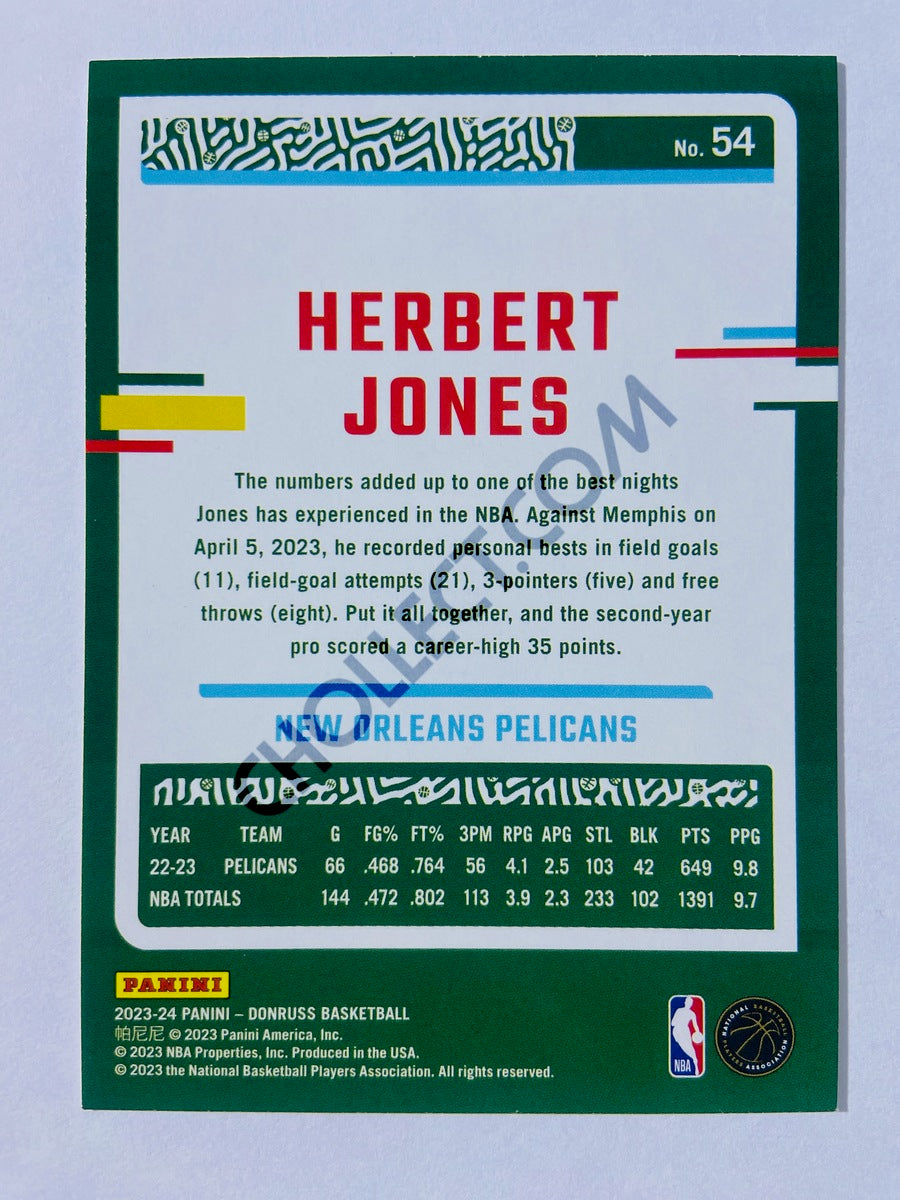 No. 54
HERBERT
JONES
The numbers added up to one of the best nights
Jones has experienced in the NBA. Against Memphis on
April 5, 2023, he recorded personal bests in field goals
(11), field-goal attempts (21), 3-pointers (five) and free
throws (eight). Put it all together, and the second-year
pro scored a career-high 35 points.
CHOLLECT.COM
NEW ORLEANS PELICANS
YEAR TEAM G FG% FT% 3PM RPG APG STL BLK PTS PPG
22-23 PELICANS 66 .468 .764 56 4.1 2.5 103 42 649 9.8
NBA TOTALS 144 .472 .802 113 3.9 2.3 233 102 1391 9.7
PANINI
2023-24 PANINI – DONRUSS BASKETBALL
帕尼尼 © 2023 Panini America, Inc.
© 2023 NBA Properties, Inc. Produced in the USA.
© 2023 the National Basketball Players Association. All rights reserved.
NBA
NATIONAL BASKETBALL PLAYERS ASSOCIATION